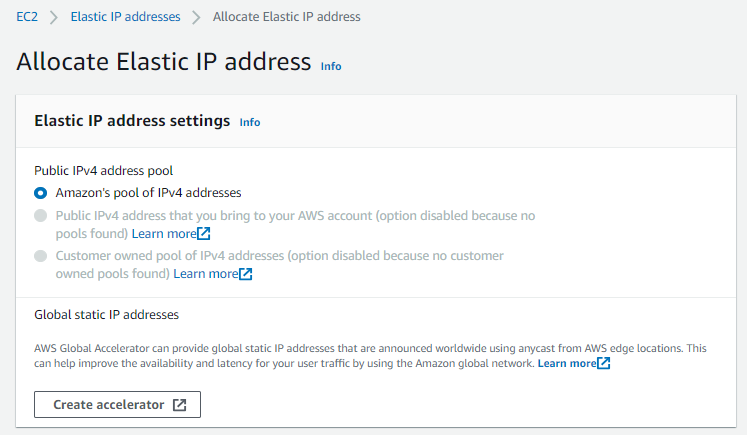 EC2 > Elastic IP addresses > Allocate Elastic IP address
Allocate Elastic IP address Info
Elastic IP address settings Info
Public IPv4 address pool
Amazon's pool of IPv4 addresses
Public IPv4 address that you bring to your AWS account (option disabled because no
pools found) Learn more
Customer owned pool of IPv4 addresses (option disabled because no customer
owned pools found) Learn more
Global static IP addresses
AWS Global Accelerator can provide global static IP addresses that are announced worldwide using anycast from AWS edge locations. This
can help improve the availability and latency for your user traffic by using the Amazon global network. Learn more
Create accelerator